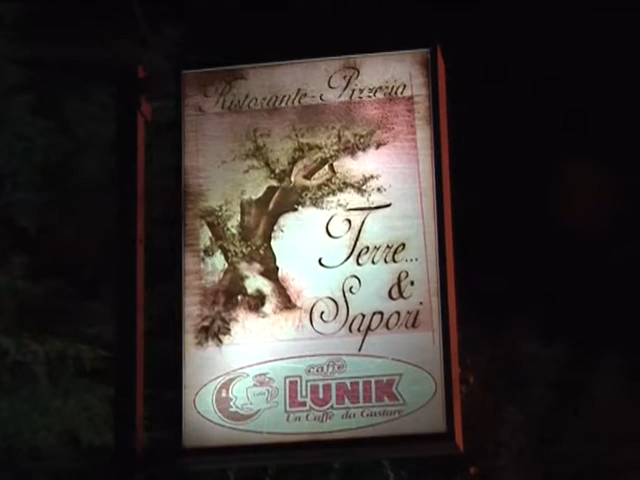 Ristorante - Pizzeria
Terre...
&
Sapori
caffè
LUNIK
Un Caffè da Gustare